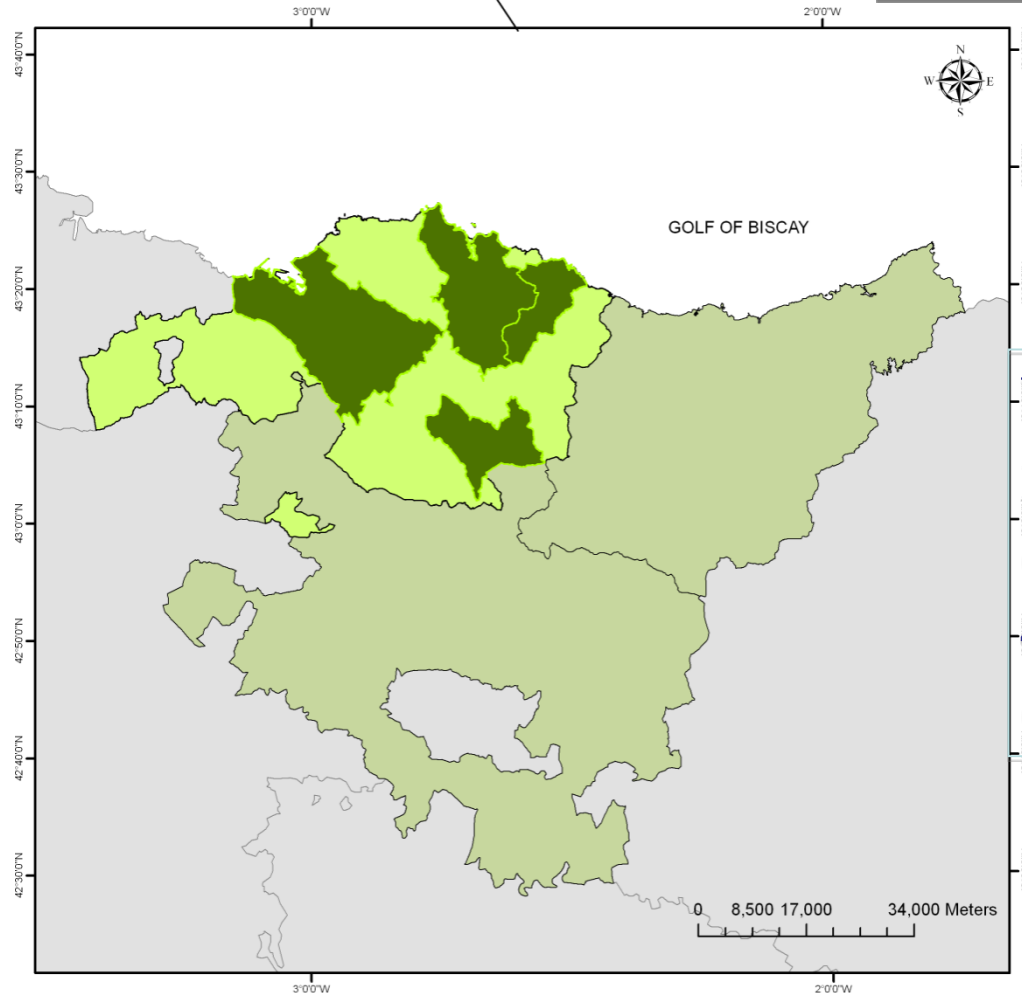 3°0'0"W 2°0'0"W
N
W E
S
43°40'0"N
43°30'0"N
43°20'0"N
43°10'0"N
43°0'0"N
42°50'0"N
42°40'0"N
42°30'0"N
GOLF OF BISCAY
0 8,500 17,000 34,000 Meters
3°0'0"W 2°0'0"W